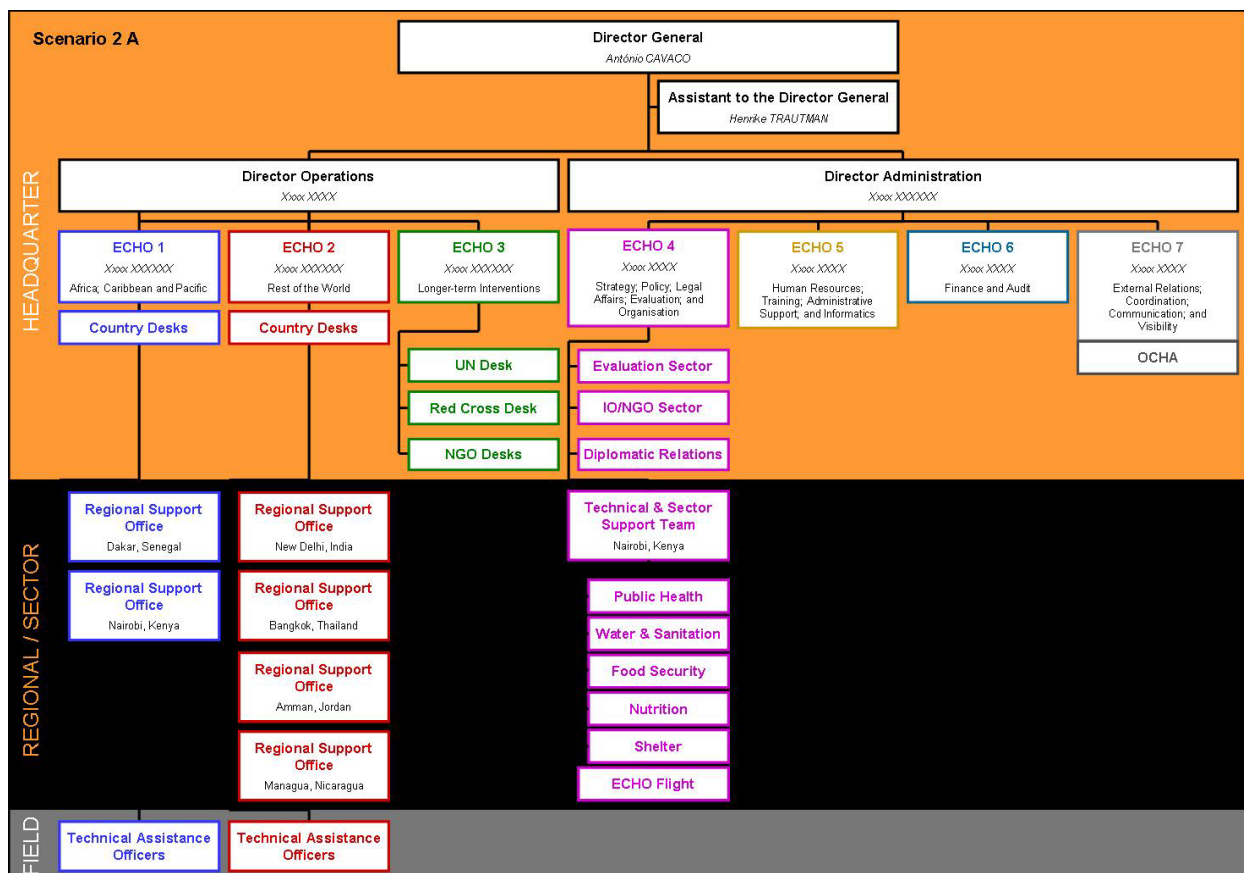 Scenario 2 A
Director General
António CAVACO
Assistant to the Director General
Henrike TRAUTMAN
HEADQUARTER
Director Operations
Xxxx XXXX
Director Administration
Xxxx XXXXXX
ECHO 1
Xxxx XXXXXX
Africa; Caribbean and Pacific
Country Desks
ECHO 2
Xxxx XXXXXX
Rest of the World
Country Desks
ECHO 3
Xxxx XXXXXX
Longer-term Interventions
UN Desk
Red Cross Desk
NGO Desks
ECHO 4
Xxxx XXXX
Strategy; Policy; Legal
Affairs; Evaluation; and
Organisation
Evaluation Sector
IO/NGO Sector
Diplomatic Relations
ECHO 5
Xxxx XXXX
Human Resources;
Training; Administrative
Support; and Informatics
ECHO 6
Xxxx XXXX
Finance and Audit
ECHO 7
Xxxx XXXX
External Relations;
Coordination;
Communication; and
Visibility
OCHA
REGIONAL / SECTOR
Regional Support
Office
Dakar, Senegal
Regional Support
Office
Nairobi, Kenya
Regional Support
Office
New Delhi, India
Regional Support
Office
Bangkok, Thailand
Regional Support
Office
Amman, Jordan
Regional Support
Office
Managua, Nicaragua
Technical & Sector
Support Team
Nairobi, Kenya
Public Health
Water & Sanitation
Food Security
Nutrition
Shelter
ECHO Flight
FIELD
Technical Assistance
Officers
Technical Assistance
Officers